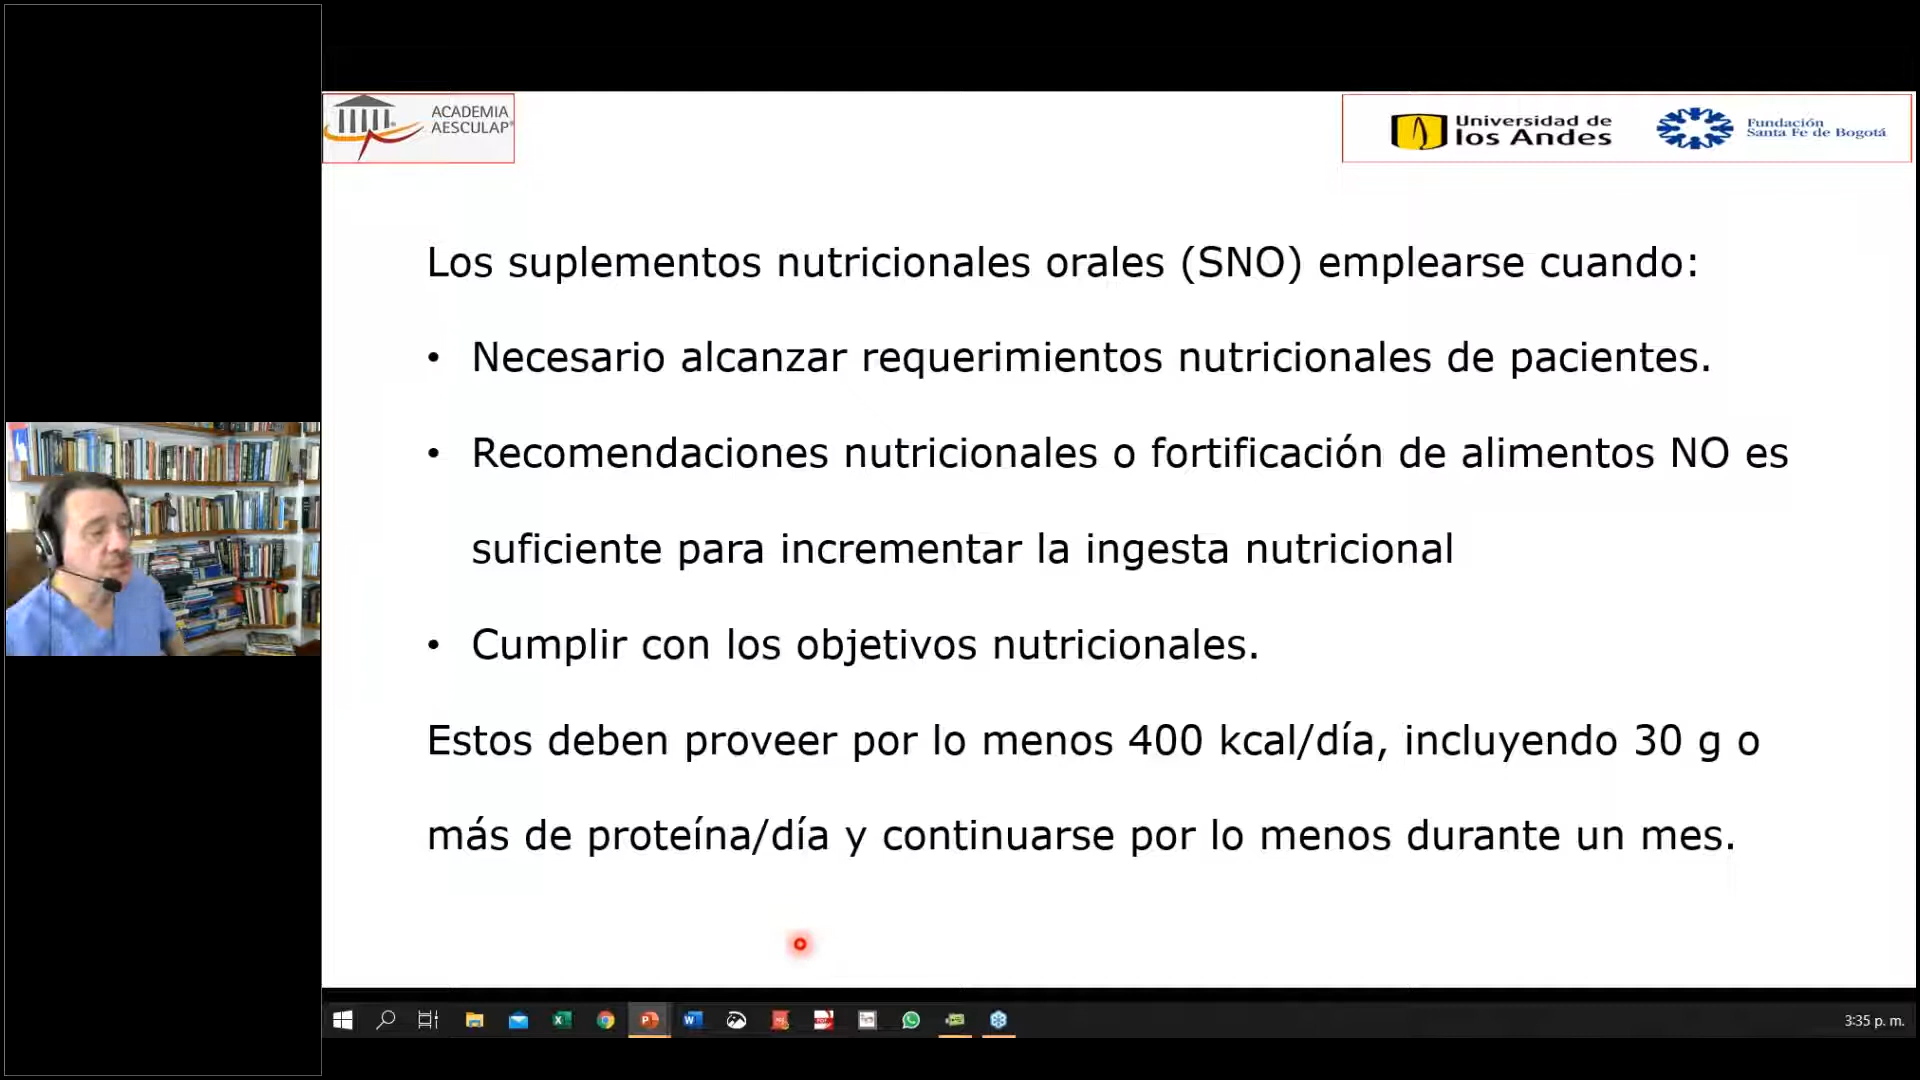 ACADEMIA
AESCULAP®
Universidad de
los Andes
Fundación
Santa Fe de Bogotá
Los suplementos nutricionales orales (SNO) emplearse cuando:
• Necesario alcanzar requerimientos nutricionales de pacientes.
• Recomendaciones nutricionales o fortificación de alimentos NO es
suficiente para incrementar la ingesta nutricional
• Cumplir con los objetivos nutricionales.
Estos deben proveer por lo menos 400 kcal/día, incluyendo 30 g o
más de proteína/día y continuarse por lo menos durante un mes.
3:35 p. m.